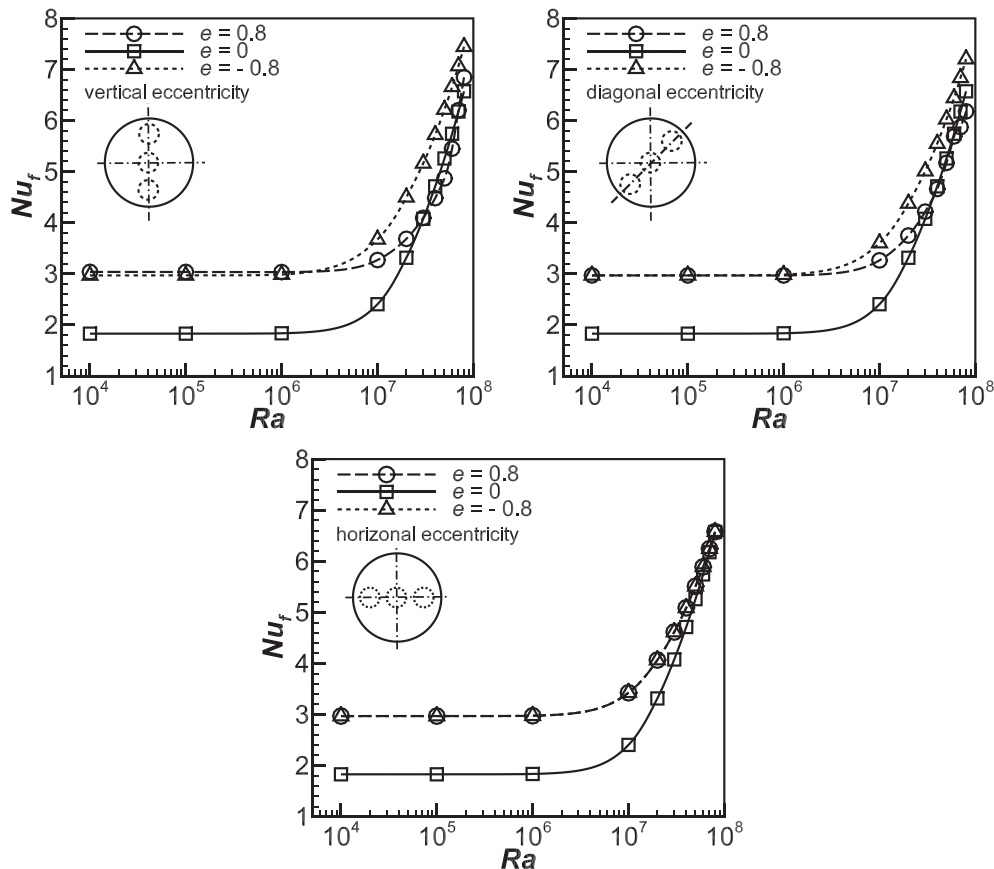 8
7
6
5
4
3
2
1
Nu_f
e = 0.8
e = 0
e = - 0.8
vertical eccentricity
10^4 10^5 10^6 10^7 10^8
Ra
8
7
6
5
4
3
2
1
Nu_f
e = 0.8
e = 0
e = - 0.8
diagonal eccentricity
10^4 10^5 10^6 10^7 10^8
Ra
8
7
6
5
4
3
2
1
Nu_f
e = 0.8
e = 0
e = - 0.8
horizonal eccentricity
10^4 10^5 10^6 10^7 10^8
Ra